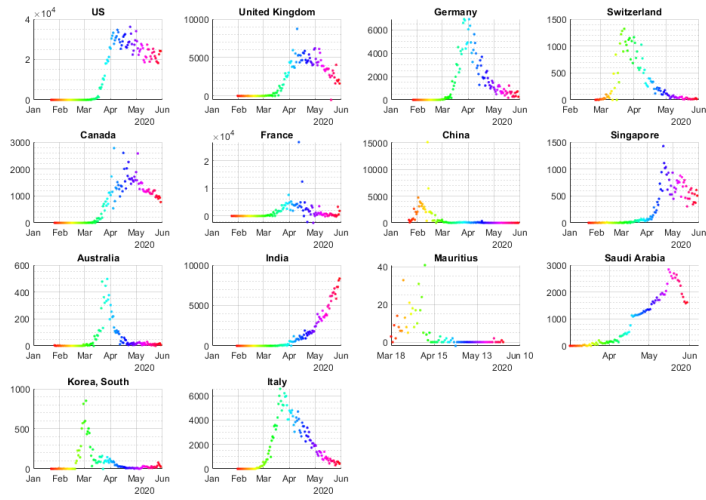 US
×10⁴
4
2
0
Jan Feb Mar Apr May Jun
2020
United Kingdom
10000
5000
0
Jan Feb Mar Apr May Jun
2020
Germany
6000
4000
2000
0
Jan Feb Mar Apr May Jun
2020
Switzerland
1500
1000
500
0
Feb Mar Apr May Jun
2020
Canada
3000
2000
1000
0
Jan Feb Mar Apr May Jun
2020
France
×10⁴
2
1
0
Jan Feb Mar Apr May Jun
2020
China
15000
10000
5000
0
Jan Feb Mar Apr May Jun
2020
Singapore
1500
1000
500
0
Jan Feb Mar Apr May Jun
2020
Australia
600
400
200
0
Jan Feb Mar Apr May Jun
2020
India
10000
5000
0
Jan Feb Mar Apr May Jun
2020
Mauritius
40
20
0
Mar 18 Apr 15 May 13 Jun 10
2020
Saudi Arabia
3000
2000
1000
0
Apr May Jun
2020
Korea, South
1000
500
0
Jan Feb Mar Apr May Jun
2020
Italy
6000
4000
2000
0
Jan Feb Mar Apr May Jun
2020